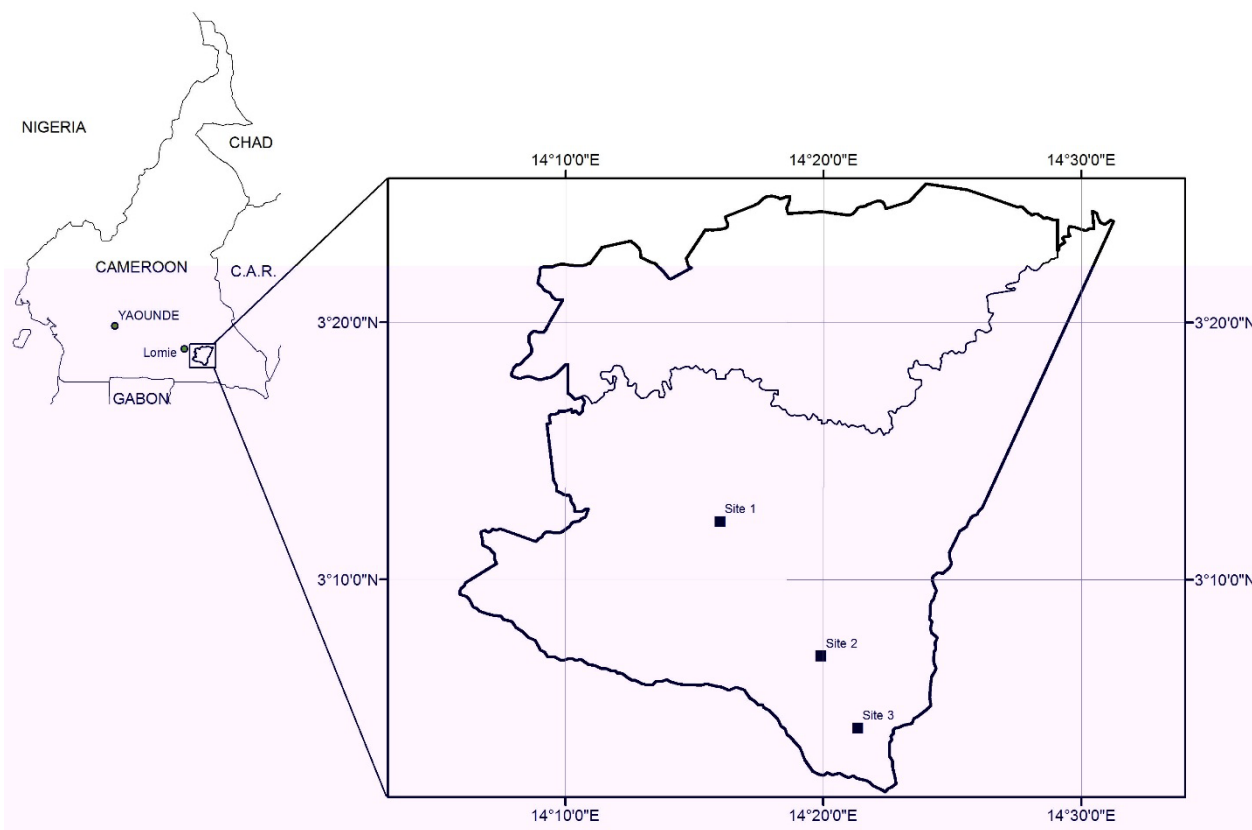 NIGERIA
CHAD
CAMEROON
C.A.R.
YAOUNDE
Lomie
GABON
14°10'0"E
14°20'0"E
14°30'0"E
3°20'0"N
3°20'0"N
Site 1
3°10'0"N
3°10'0"N
Site 2
Site 3
14°10'0"E
14°20'0"E
14°30'0"E